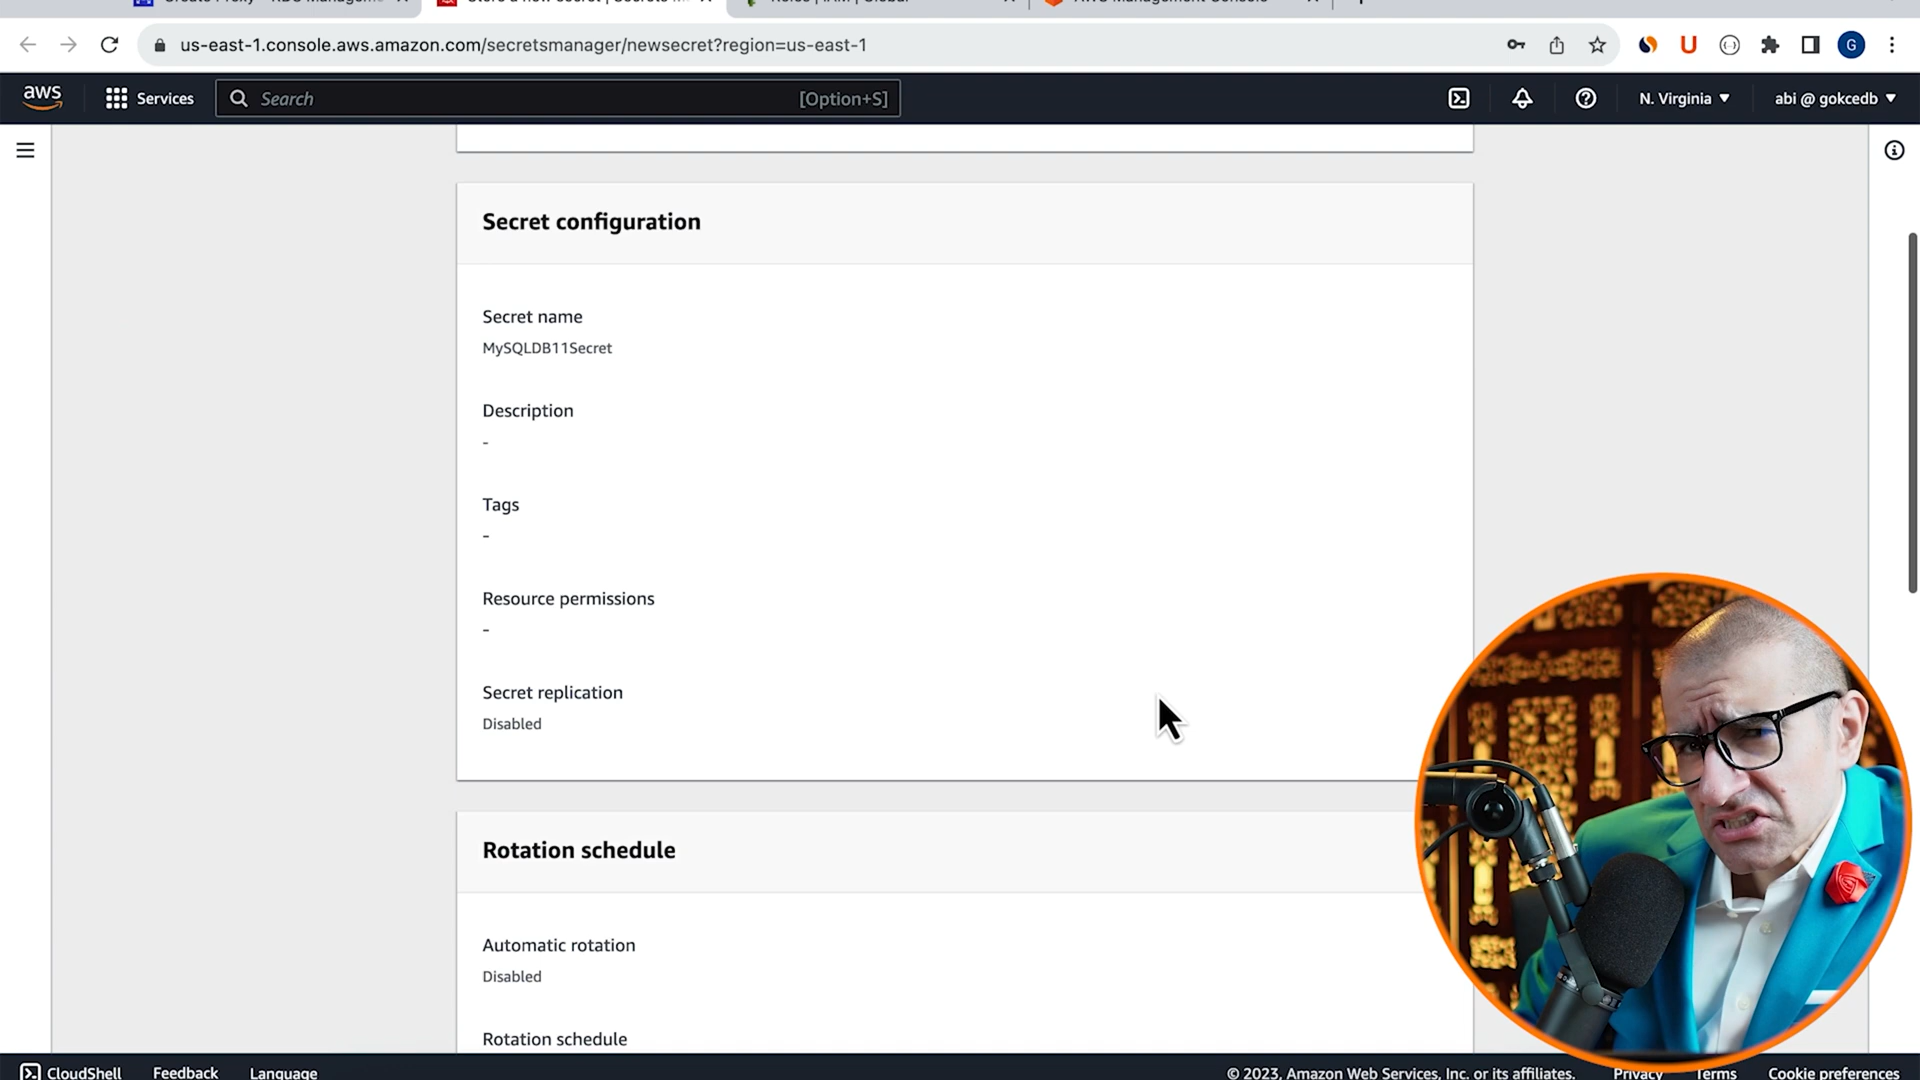 us-east-1.console.aws.amazon.com/secretsmanager/newsecret?region=us-east-1
G
aws
Services
Search
[Option+S]
N. Virginia
abi @ gokcedb
Secret configuration
Secret name
MySQLDB11Secret
Description
-
Tags
-
Resource permissions
-
Secret replication
Disabled
Rotation schedule
Automatic rotation
Disabled
Rotation schedule
CloudShell
Feedback
Language
© 2023, Amazon Web Services, Inc. or its affiliates.
Privacy
Terms
Cookie preferences